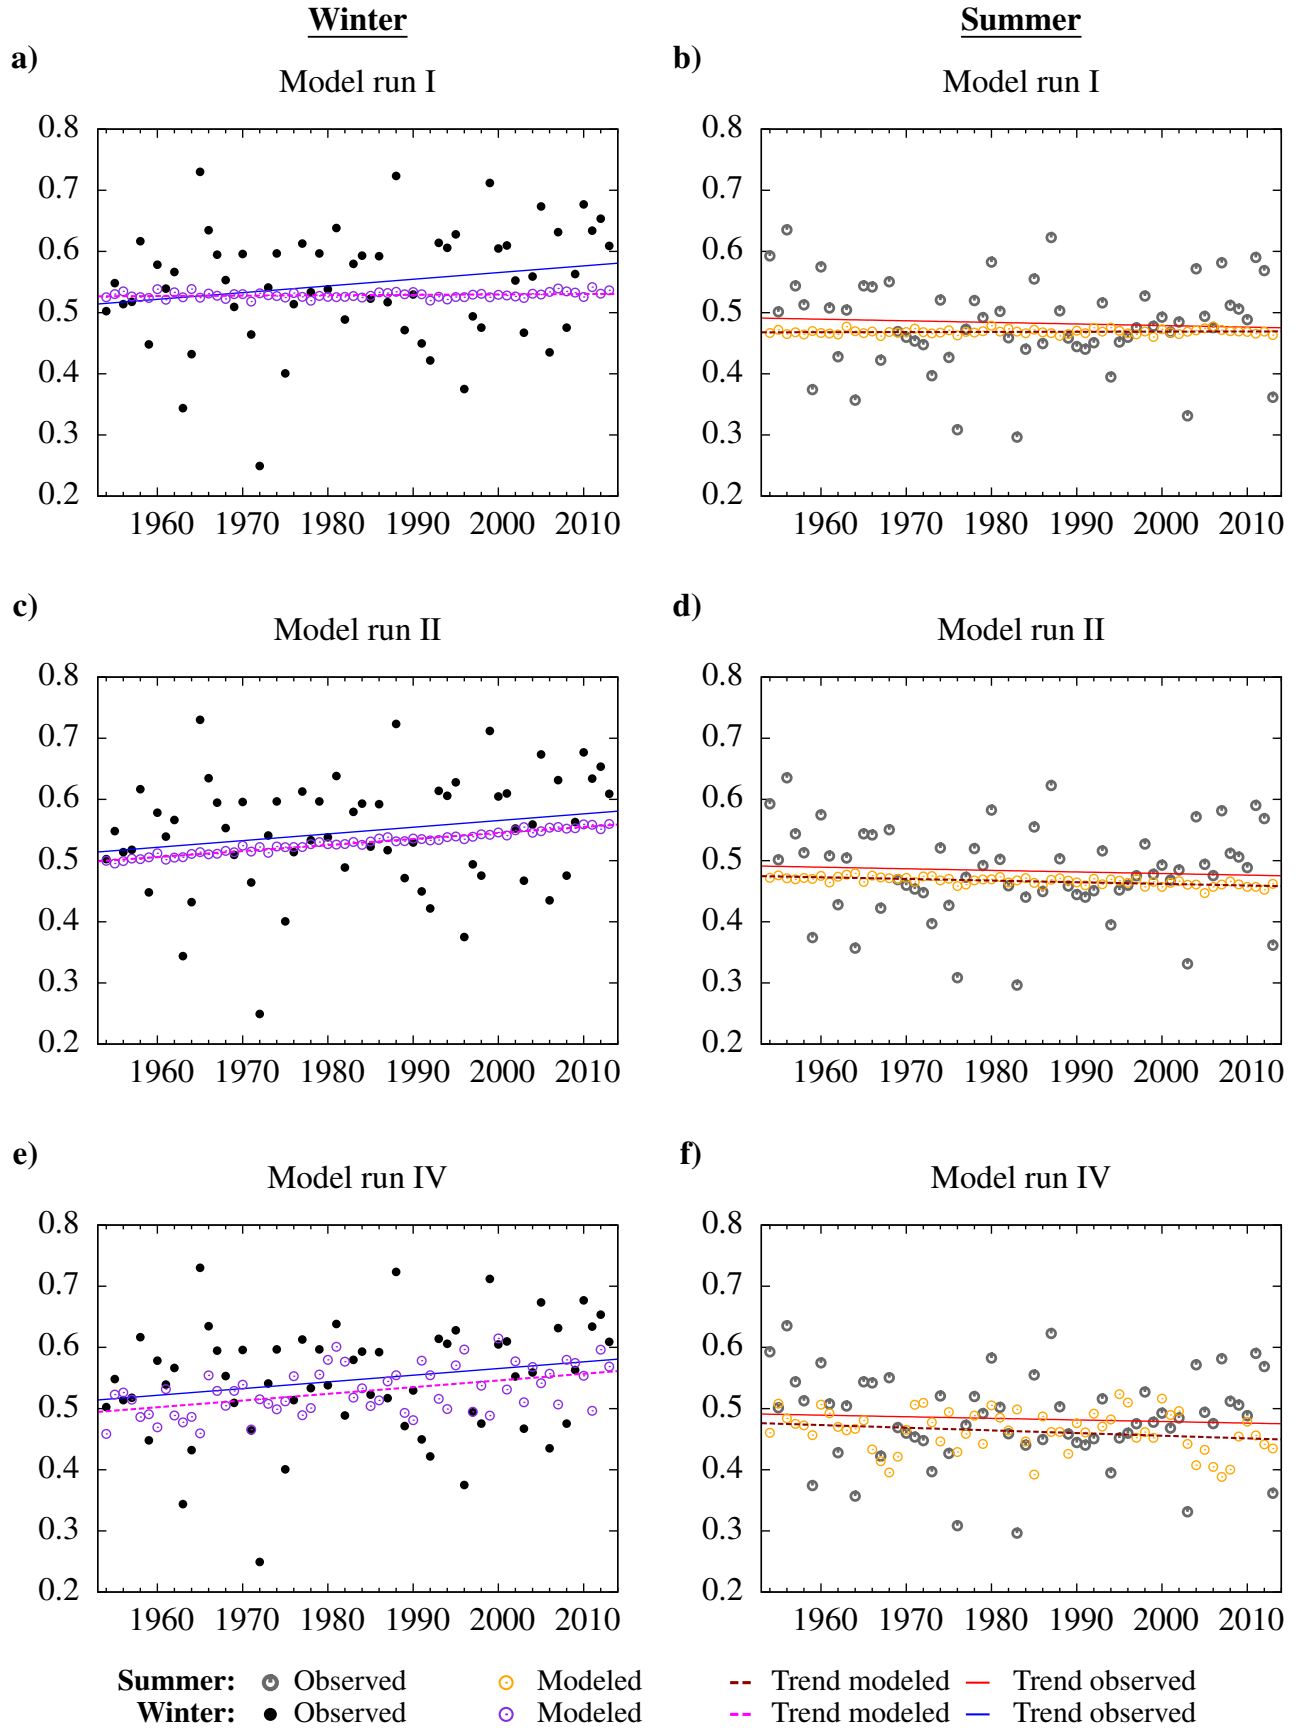 Winter Summer
a) b)
Model run I Model run I
0.8 0.8
0.7 0.7
0.6 0.6
0.5 0.5
0.4 0.4
0.3 0.3
0.2 0.2
1960 1970 1980 1990 2000 2010 1960 1970 1980 1990 2000 2010
c) d)
Model run II Model run II
0.8 0.8
0.7 0.7
0.6 0.6
0.5 0.5
0.4 0.4
0.3 0.3
0.2 0.2
1960 1970 1980 1990 2000 2010 1960 1970 1980 1990 2000 2010
e) f)
Model run IV Model run IV
0.8 0.8
0.7 0.7
0.6 0.6
0.5 0.5
0.4 0.4
0.3 0.3
0.2 0.2
1960 1970 1980 1990 2000 2010 1960 1970 1980 1990 2000 2010
Summer: Observed Modeled Trend modeled Trend observed
Winter: Observed Modeled Trend modeled Trend observed